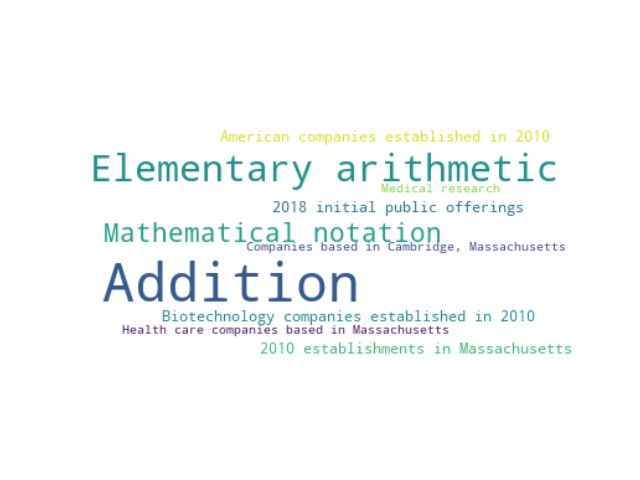 American companies established in 2010
Elementary arithmetic
Medical research
2018 initial public offerings
Mathematical notation
Companies based in Cambridge, Massachusetts
Addition
Biotechnology companies established in 2010
Health care companies based in Massachusetts
2010 establishments in Massachusetts